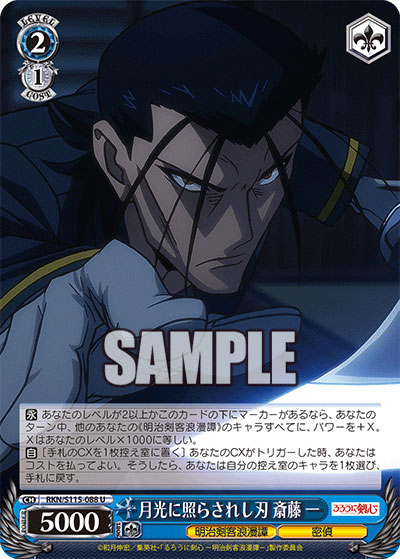 LEVEL
2
1
COST
SAMPLE
永 あなたのレベルが2以上かこのカードの下にマーカーがあるなら、あなたの
ターン中、他のあなたの《明治剣客浪漫譚》のキャラすべてに、パワーを＋X。
Xはあなたのレベル×1000に等しい。
自 [手札のCXを1枚控え室に置く] あなたのCXがトリガーした時、あなたは
コストを払ってよい。そうしたら、あなたは自分の控え室のキャラを1枚選び、
手札に戻す。
CH RKN/S115-088 U
5000
月光に照らされし刃 斎藤 一
るろうに剣心
明治剣客浪漫譚 密偵
©和月伸宏／集英社・「るろうに剣心 －明治剣客浪漫譚－」製作委員会